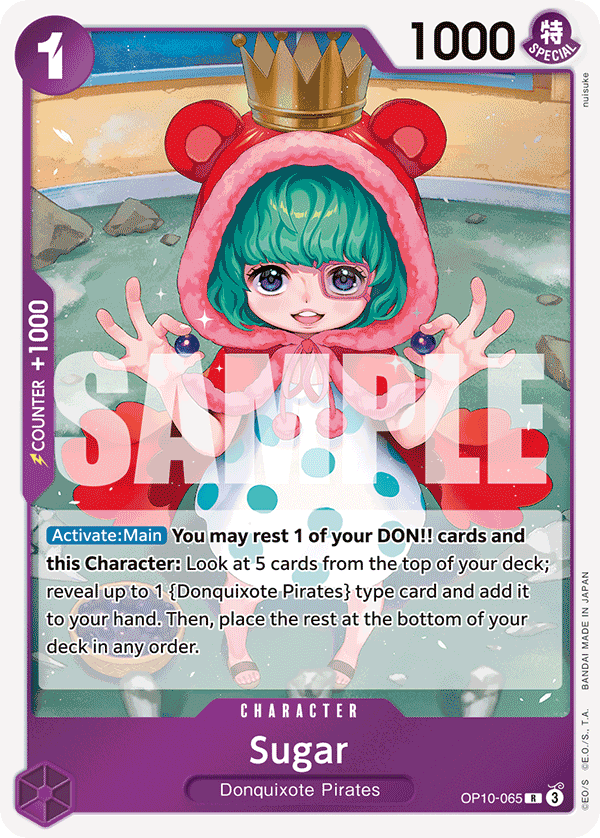 1
1000
特
SPECIAL
nuisuke
COUNTER +1000
SAMPLE
Activate:Main You may rest 1 of your DON!! cards and
this Character: Look at 5 cards from the top of your deck;
reveal up to 1 {Donquixote Pirates} type card and add it
to your hand. Then, place the rest at the bottom of your
deck in any order.
CHARACTER
Sugar
Donquixote Pirates
OP10-065 R 3
©EO/S ©E.O./S., T.A. BANDAI MADE IN JAPAN